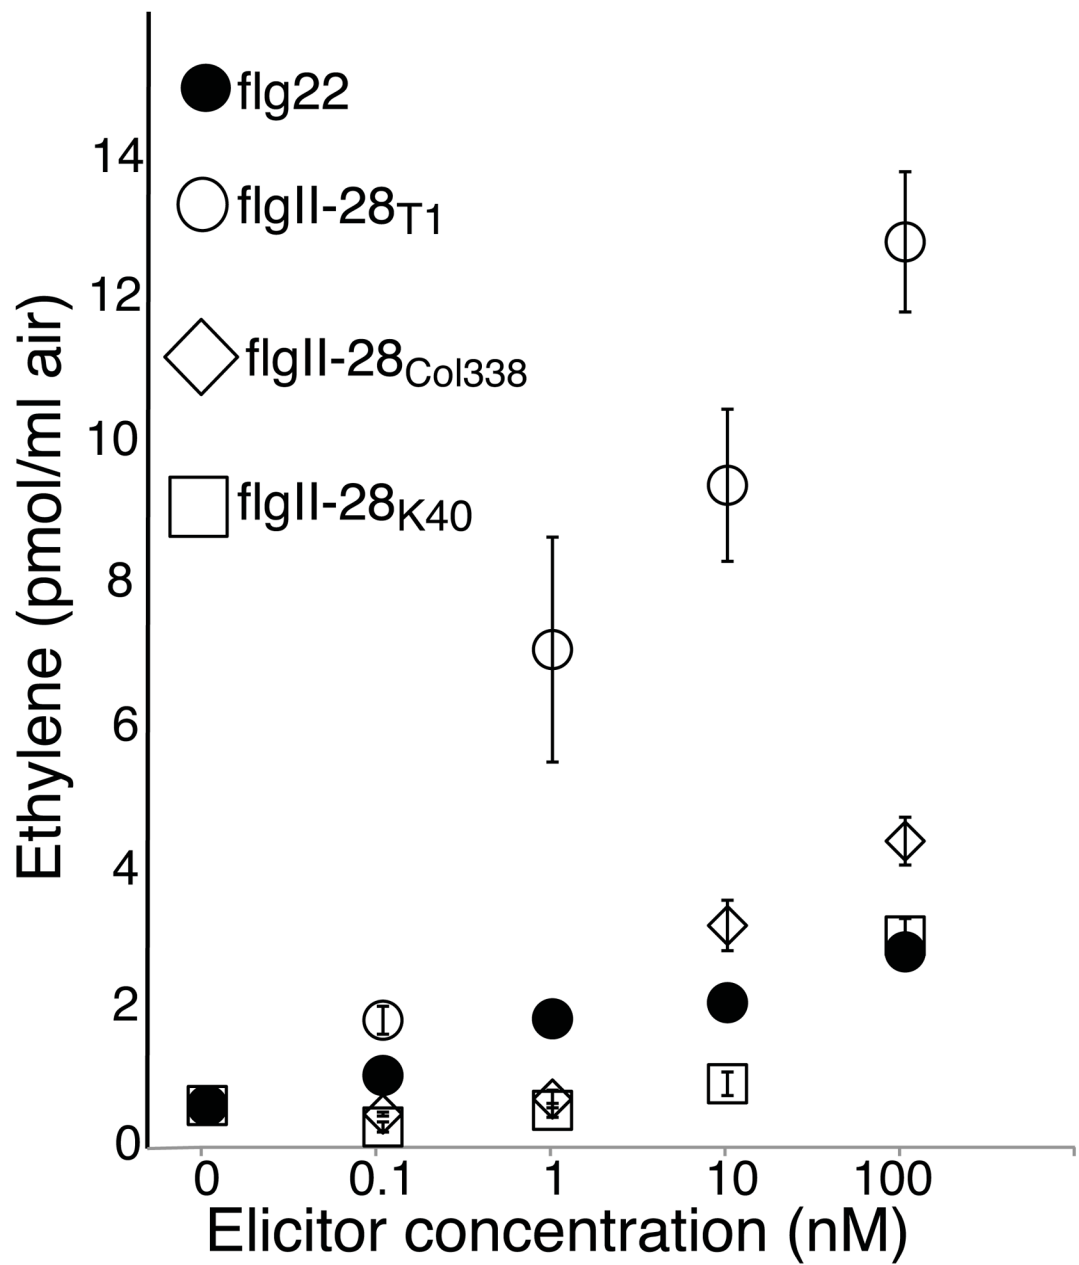 flg22
flgII-28T1
flgII-28Col338
flgII-28K40
14
12
10
8
6
4
2
0
Ethylene (pmol/ml air)
0 0.1 1 10 100
Elicitor concentration (nM)